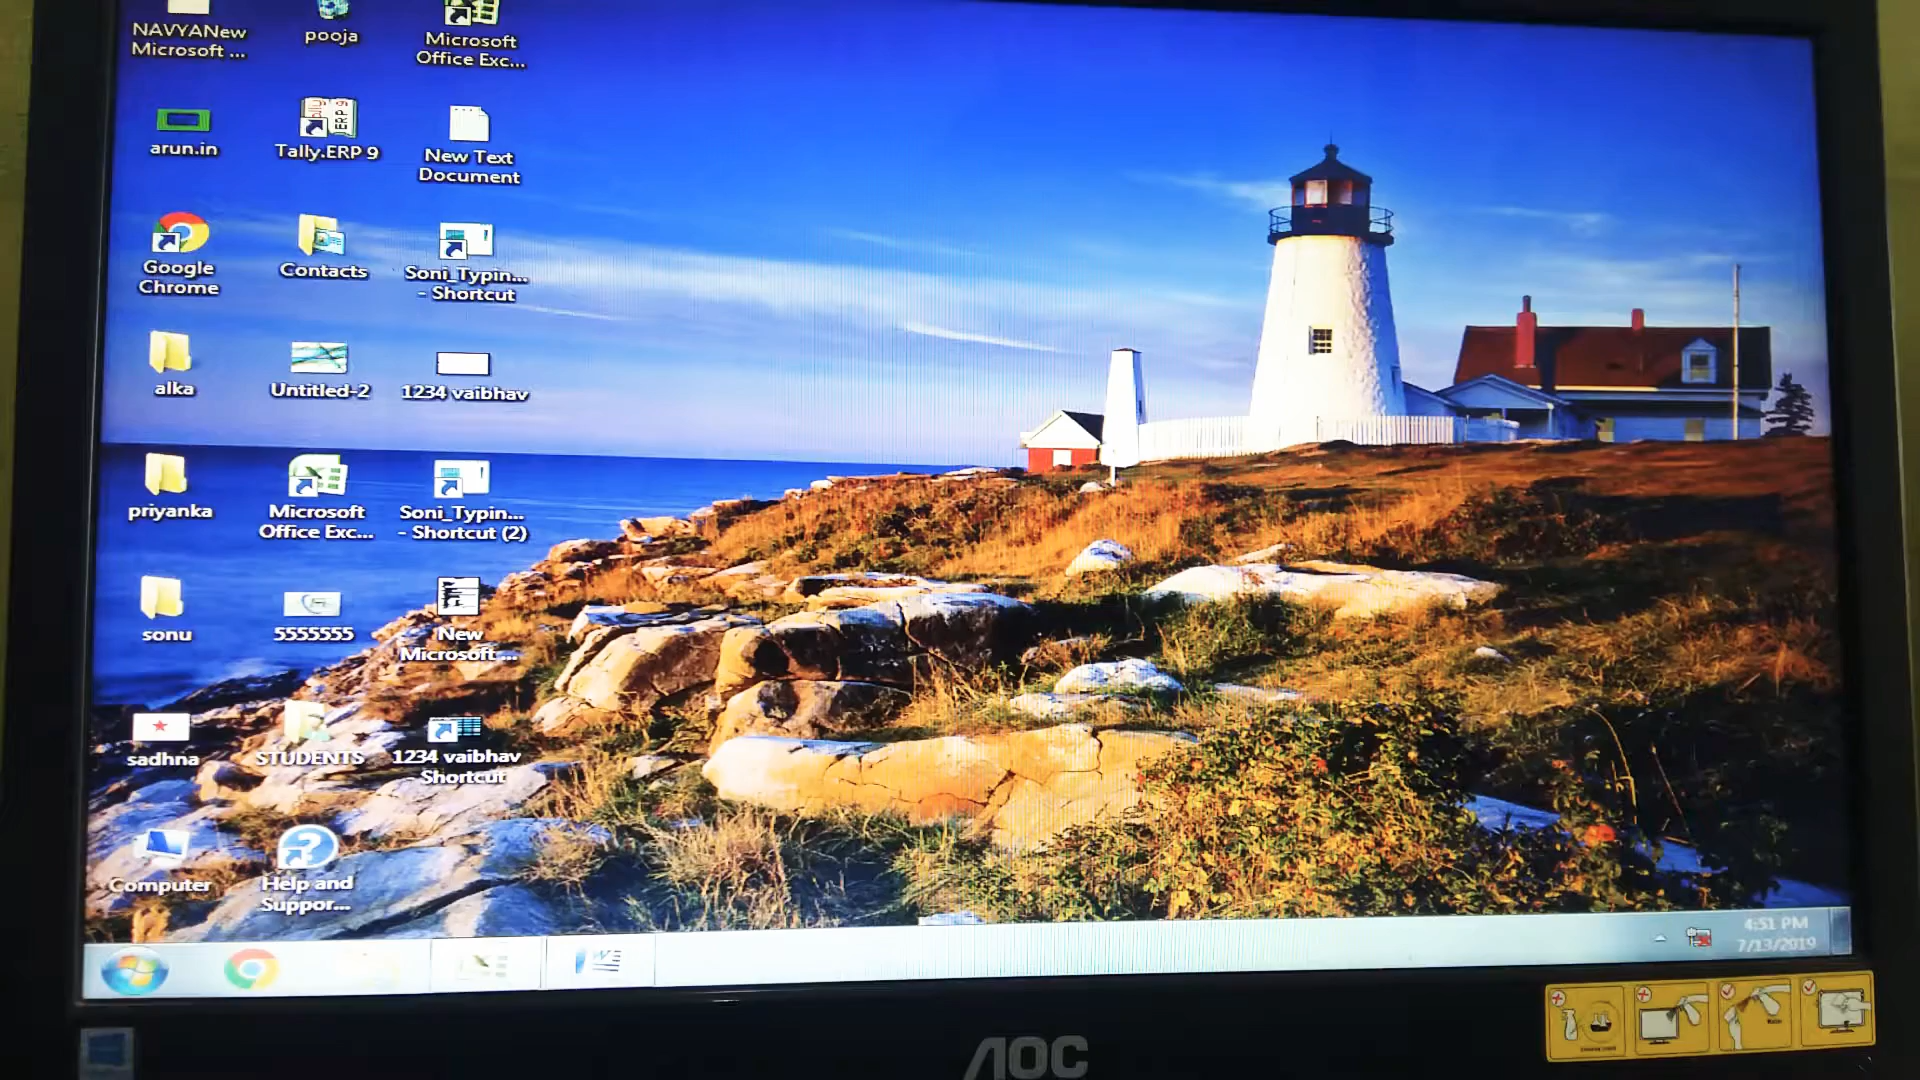 NAVYANew
Microsoft ...
pooja
Microsoft
Office Exc...
arun.in
Tally.ERP 9
New Text
Document
Google
Chrome
Contacts
Soni_Typin...
- Shortcut
alka
Untitled-2
1234 vaibhav
priyanka
Microsoft
Office Exc...
Soni_Typin...
- Shortcut (2)
sonu
5555555
New
Microsoft ...
sadhna
STUDENTS
1234 vaibhav
- Shortcut
Computer
Help and
Suppor...
4:51 PM
7/13/2019
AOC